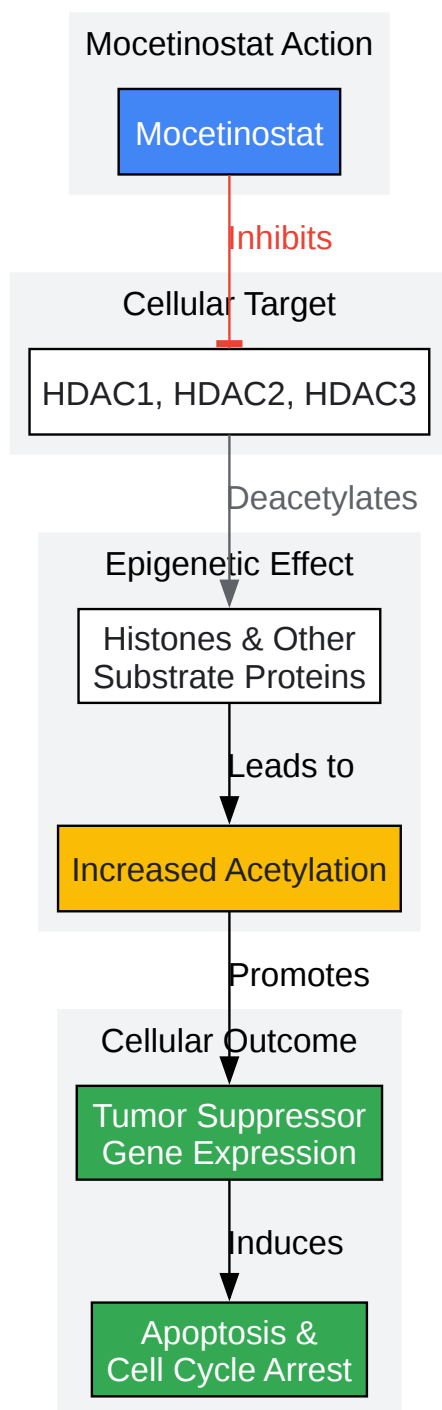 Mocetinostat Action
Mocetinostat
Inhibits
Cellular Target
HDAC1, HDAC2, HDAC3
Deacetylates
Epigenetic Effect
Histones & Other
Substrate Proteins
Leads to
Increased Acetylation
Promotes
Cellular Outcome
Tumor Suppressor
Gene Expression
Induces
Apoptosis &
Cell Cycle Arrest